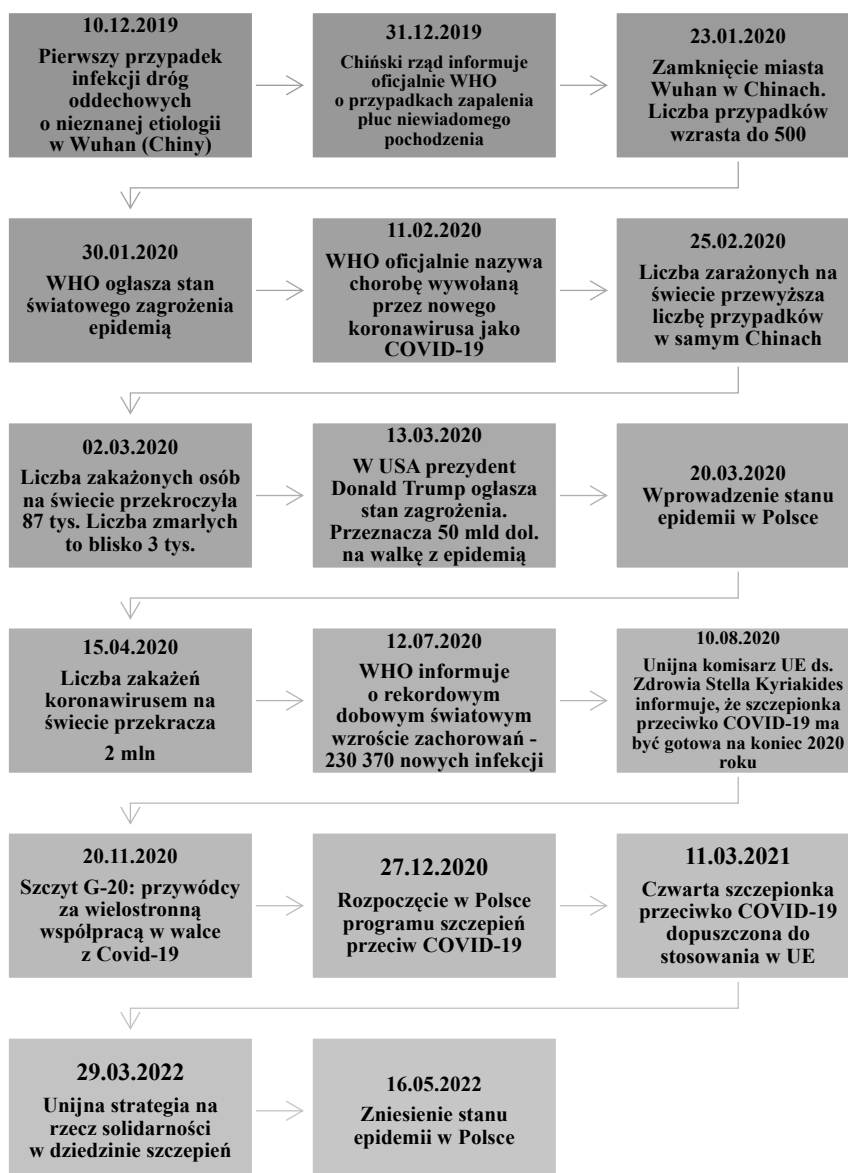 10.12.2019
Pierwszy przypadek
infekcji dróg
oddechowych
o nieznanej etiologii
w Wuhan (Chiny)
31.12.2019
Chiński rząd informuje
oficjalnie WHO
o przypadkach zapalenia
płuc niewiadomego
pochodzenia
23.01.2020
Zamknięcie miasta
Wuhan w Chinach.
Liczba przypadków
wzrasta do 500
30.01.2020
WHO ogłasza stan
światowego zagrożenia
epidemią
11.02.2020
WHO oficjalnie nazywa
chorobę wywołaną
przez nowego
koronawirusa jako
COVID-19
25.02.2020
Liczba zarażonych na
świecie przewyższa
liczbę przypadków
w samym Chinach
02.03.2020
Liczba zakażonych osób
na świecie przekroczyła
87 tys. Liczba zmarłych
to blisko 3 tys.
13.03.2020
W USA prezydent
Donald Trump ogłasza
stan zagrożenia.
Przeznacza 50 mld dol.
na walkę z epidemią
20.03.2020
Wprowadzenie stanu
epidemii w Polsce
15.04.2020
Liczba zakażeń
koronawirusem na
świecie przekracza
2 mln
12.07.2020
WHO informuje
o rekordowym
dobowym światowym
wzroście zachorowań -
230 370 nowych infekcji
10.08.2020
Unijna komisarz UE ds.
Zdrowia Stella Kyriakides
informuje, że szczepionka
przeciwko COVID-19 ma
być gotowa na koniec 2020
roku
20.11.2020
Szczyt G-20: przywódcy
za wielostronną
współpracą w walce
z Covid-19
27.12.2020
Rozpoczęcie w Polsce
programu szczepień
przeciw COVID-19
11.03.2021
Czwarta szczepionka
przeciwko COVID-19
dopuszczona do
stosowania w UE
29.03.2022
Unijna strategia na
rzecz solidarności
w dziedzinie szczepień
16.05.2022
Zniesienie stanu
epidemii w Polsce